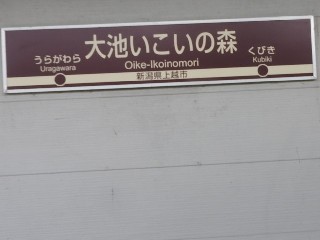 大池いこいの森
Oike-Ikoinomori
新潟県上越市
うらがわら
Uragawara
くびき
Kubiki